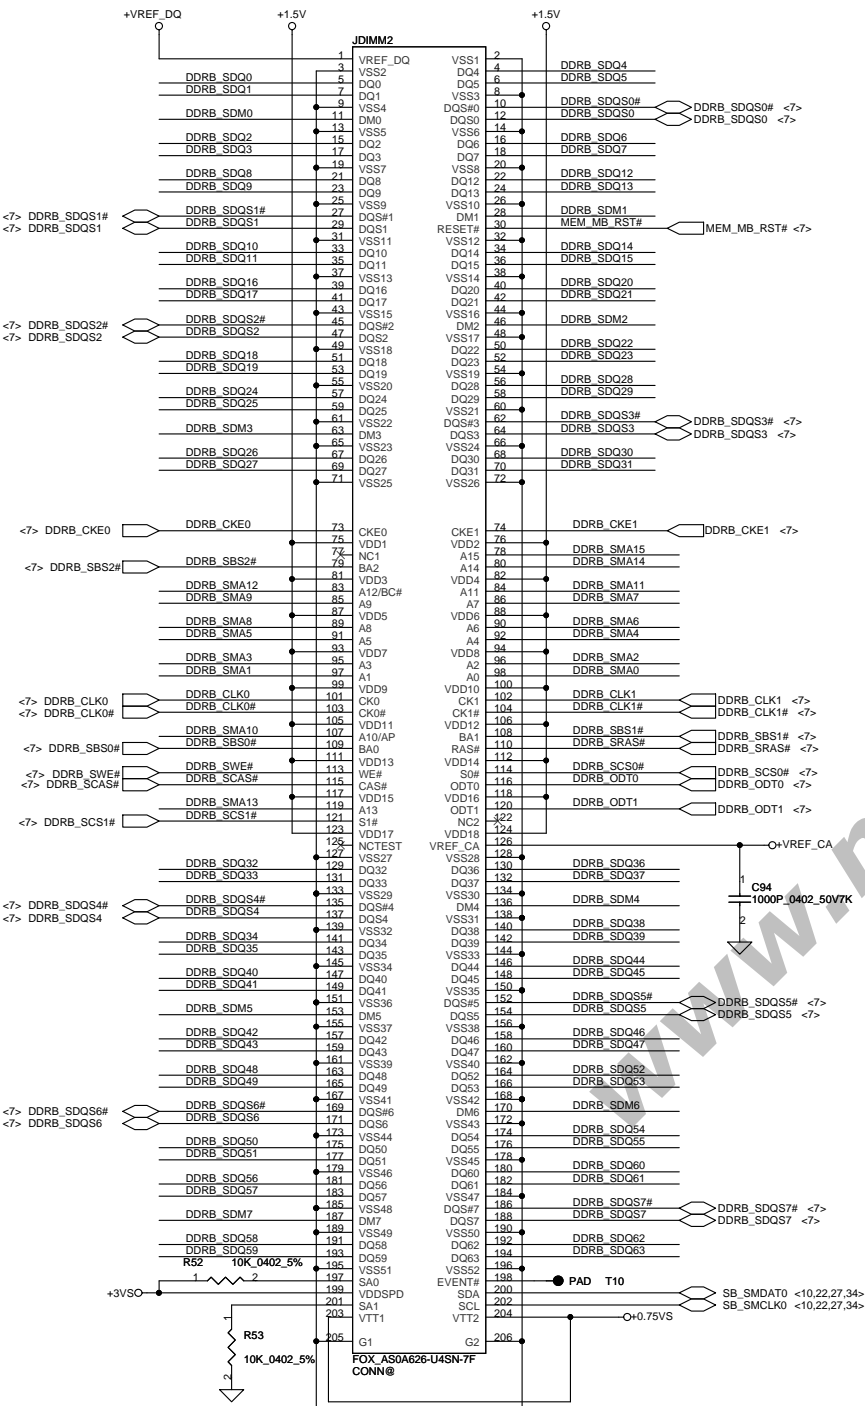 +VREF_DQ +1.5V +1.5V
JDIMM2
1 VREF_DQ VSS1 2
3 VSS2 DQ4 4 DDRB_SDQ4
DDRB_SDQ0 5 DQ0 DQ5 6 DDRB_SDQ5
DDRB_SDQ1 7 DQ1 VSS3 8
9 VSS4 DQS#0 10 DDRB_SDQS0# DDRB_SDQS0# <7>
DDRB_SDM0 11 DM0 DQS0 12 DDRB_SDQS0 DDRB_SDQS0 <7>
13 VSS5 VSS6 14
DDRB_SDQ2 15 DQ2 DQ6 16 DDRB_SDQ6
DDRB_SDQ3 17 DQ3 DQ7 18 DDRB_SDQ7
19 VSS7 VSS8 20
DDRB_SDQ8 21 DQ8 DQ12 22 DDRB_SDQ12
DDRB_SDQ9 23 DQ9 DQ13 24 DDRB_SDQ13
25 VSS9 VSS10 26
<7> DDRB_SDQS1# DDRB_SDQS1# 27 DQS#1 DM1 28 DDRB_SDM1
<7> DDRB_SDQS1 DDRB_SDQS1 29 DQS1 RESET# 30 MEM_MB_RST# MEM_MB_RST# <7>
31 VSS11 VSS12 32
DDRB_SDQ10 33 DQ10 DQ14 34 DDRB_SDQ14
DDRB_SDQ11 35 DQ11 DQ15 36 DDRB_SDQ15
37 VSS13 VSS14 38
DDRB_SDQ16 39 DQ16 DQ20 40 DDRB_SDQ20
DDRB_SDQ17 41 DQ17 DQ21 42 DDRB_SDQ21
43 VSS15 VSS16 44
<7> DDRB_SDQS2# DDRB_SDQS2# 45 DQS#2 DM2 46 DDRB_SDM2
<7> DDRB_SDQS2 DDRB_SDQS2 47 DQS2 VSS17 48
49 VSS18 DQ22 50 DDRB_SDQ22
DDRB_SDQ18 51 DQ18 DQ23 52 DDRB_SDQ23
DDRB_SDQ19 53 DQ19 VSS19 54
55 VSS20 DQ28 56 DDRB_SDQ28
DDRB_SDQ24 57 DQ24 DQ29 58 DDRB_SDQ29
DDRB_SDQ25 59 DQ25 VSS21 60
61 VSS22 DQS#3 62 DDRB_SDQS3# DDRB_SDQS3# <7>
DDRB_SDM3 63 DM3 DQS3 64 DDRB_SDQS3 DDRB_SDQS3 <7>
65 VSS23 VSS24 66
DDRB_SDQ26 67 DQ26 DQ30 68 DDRB_SDQ30
DDRB_SDQ27 69 DQ27 DQ31 70 DDRB_SDQ31
71 VSS25 VSS26 72
<7> DDRB_CKE0 DDRB_CKE0 73 CKE0 CKE1 74 DDRB_CKE1 DDRB_CKE1 <7>
75 VDD1 VDD2 76
77 NC1 A15 78 DDRB_SMA15
<7> DDRB_SBS2# DDRB_SBS2# 79 BA2 A14 80 DDRB_SMA14
81 VDD3 VDD4 82
DDRB_SMA12 83 A12/BC# A11 84 DDRB_SMA11
DDRB_SMA9 85 A9 A7 86 DDRB_SMA7
87 VDD5 VDD6 88
DDRB_SMA8 89 A8 A6 90 DDRB_SMA6
DDRB_SMA5 91 A5 A4 92 DDRB_SMA4
93 VDD7 VDD8 94
DDRB_SMA3 95 A3 A2 96 DDRB_SMA2
DDRB_SMA1 97 A1 A0 98 DDRB_SMA0
99 VDD9 VDD10 100
<7> DDRB_CLK0 DDRB_CLK0 101 CK0 CK1 102 DDRB_CLK1 DDRB_CLK1 <7>
<7> DDRB_CLK0# DDRB_CLK0# 103 CK0# CK1# 104 DDRB_CLK1# DDRB_CLK1# <7>
105 VDD11 VDD12 106
DDRB_SMA10 107 A10/AP BA1 108 DDRB_SBS1# DDRB_SBS1# <7>
<7> DDRB_SBS0# DDRB_SBS0# 109 BA0 RAS# 110 DDRB_SRAS# DDRB_SRAS# <7>
111 VDD13 VDD14 112
<7> DDRB_SWE# DDRB_SWE# 113 WE# S0# 114 DDRB_SCS0# DDRB_SCS0# <7>
<7> DDRB_SCAS# DDRB_SCAS# 115 CAS# ODT0 116 DDRB_ODT0 DDRB_ODT0 <7>
117 VDD15 VDD16 118
DDRB_SMA13 119 A13 ODT1 120 DDRB_ODT1 DDRB_ODT1 <7>
<7> DDRB_SCS1# DDRB_SCS1# 121 S1# NC2 122
123 VDD17 VDD18 124
125 NCTEST VREF_CA 126 +VREF_CA
127 VSS27 VSS28 128
DDRB_SDQ32 129 DQ32 DQ36 130 DDRB_SDQ36
DDRB_SDQ33 131 DQ33 DQ37 132 DDRB_SDQ37
1 C94
1000P_0402_50V7K
2
133 VSS29 VSS30 134
<7> DDRB_SDQS4# DDRB_SDQS4# 135 DQS#4 DM4 136 DDRB_SDM4
<7> DDRB_SDQS4 DDRB_SDQS4 137 DQS4 VSS31 138
139 VSS32 DQ38 140 DDRB_SDQ38
DDRB_SDQ34 141 DQ34 DQ39 142 DDRB_SDQ39
DDRB_SDQ35 143 DQ35 VSS33 144
145 VSS34 DQ44 146 DDRB_SDQ44
DDRB_SDQ40 147 DQ40 DQ45 148 DDRB_SDQ45
DDRB_SDQ41 149 DQ41 VSS35 150
151 VSS36 DQS#5 152 DDRB_SDQS5# DDRB_SDQS5# <7>
DDRB_SDM5 153 DM5 DQS5 154 DDRB_SDQS5 DDRB_SDQS5 <7>
155 VSS37 VSS38 156
DDRB_SDQ42 157 DQ42 DQ46 158 DDRB_SDQ46
DDRB_SDQ43 159 DQ43 DQ47 160 DDRB_SDQ47
161 VSS39 VSS40 162
DDRB_SDQ48 163 DQ48 DQ52 164 DDRB_SDQ52
DDRB_SDQ49 165 DQ49 DQ53 166 DDRB_SDQ53
167 VSS41 VSS42 168
<7> DDRB_SDQS6# DDRB_SDQS6# 169 DQS#6 DM6 170 DDRB_SDM6
<7> DDRB_SDQS6 DDRB_SDQS6 171 DQS6 VSS43 172
173 VSS44 DQ54 174 DDRB_SDQ54
DDRB_SDQ50 175 DQ50 DQ55 176 DDRB_SDQ55
DDRB_SDQ51 177 DQ51 VSS45 178
179 VSS46 DQ60 180 DDRB_SDQ60
DDRB_SDQ56 181 DQ56 DQ61 182 DDRB_SDQ61
DDRB_SDQ57 183 DQ57 VSS47 184
185 VSS48 DQS#7 186 DDRB_SDQS7# DDRB_SDQS7# <7>
DDRB_SDM7 187 DM7 DQS7 188 DDRB_SDQS7 DDRB_SDQS7 <7>
189 VSS49 VSS50 190
DDRB_SDQ58 191 DQ58 DQ62 192 DDRB_SDQ62
DDRB_SDQ59 193 DQ59 DQ63 194 DDRB_SDQ63
R52 10K_0402_5% 195 VSS51 VSS52 196
1 2 197 SA0 EVENT# 198 PAD T10
+3VS 199 VDDSPD SDA 200 SB_SMDAT0 <10,22,27,34>
201 SA1 SCL 202 SB_SMCLK0 <10,22,27,34>
203 VTT1 VTT2 204 +0.75VS
1 R53
10K_0402_5%
2
205 G1 G2 206
FOX_AS0A626-U4SN-7F
CONN@
www.